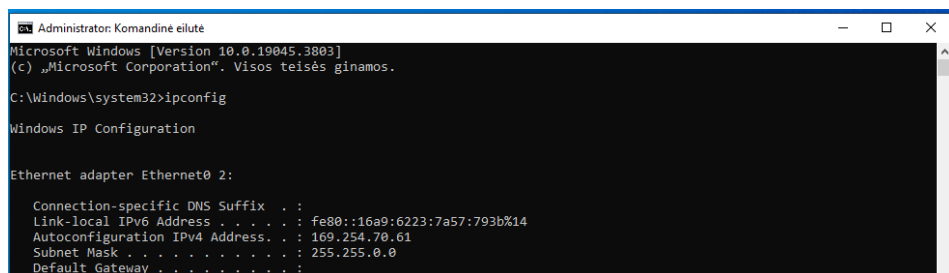 Administrator: Komandinė eilutė
Microsoft Windows [Version 10.0.19045.3803]
(c) „Microsoft Corporation“. Visos teisės ginamos.
C:\Windows\system32>ipconfig
Windows IP Configuration
Ethernet adapter Ethernet0 2:
Connection-specific DNS Suffix  . :
Link-local IPv6 Address . . . . . : fe80::16a9:6223:7a57:793b%14
Autoconfiguration IPv4 Address. . : 169.254.70.61
Subnet Mask . . . . . . . . . . . : 255.255.0.0
Default Gateway . . . . . . . . . :